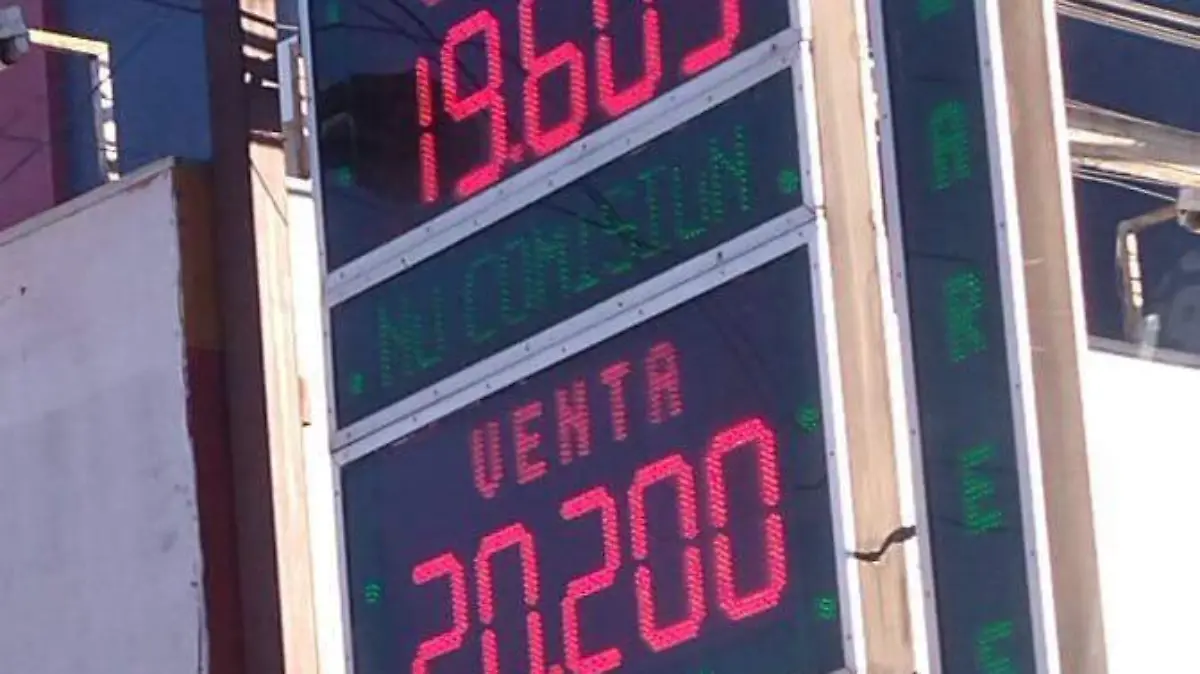 19.605
NO COMISION
VENTA
20.200